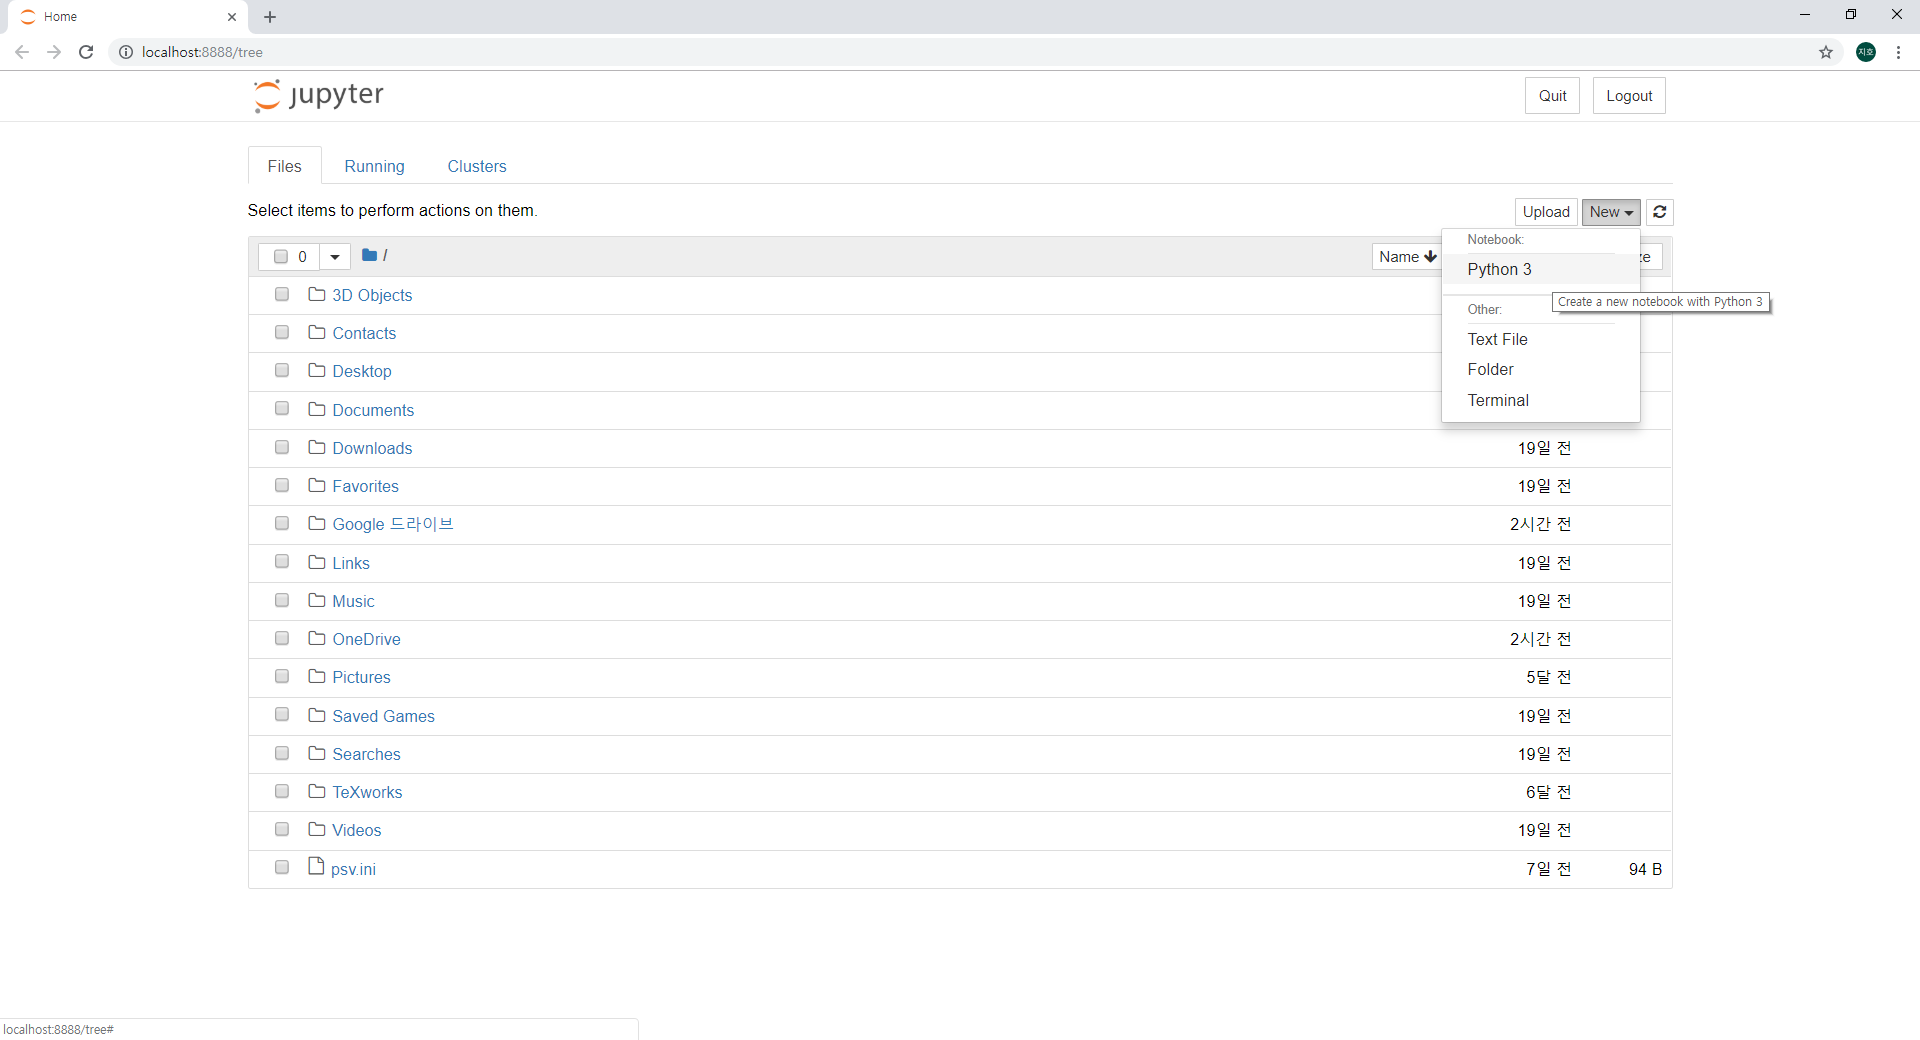 Home
localhost:8888/tree
지호
jupyter
Quit
Logout
Files
Running
Clusters
Select items to perform actions on them.
Upload
New
0
/
Name
ze
Notebook:
Python 3
Create a new notebook with Python 3
Other:
Text File
Folder
Terminal
3D Objects
Contacts
Desktop
Documents
Downloads 19일 전
Favorites 19일 전
Google 드라이브 2시간 전
Links 19일 전
Music 19일 전
OneDrive 2시간 전
Pictures 5달 전
Saved Games 19일 전
Searches 19일 전
TeXworks 6달 전
Videos 19일 전
psv.ini 7일 전 94 B
localhost:8888/tree#